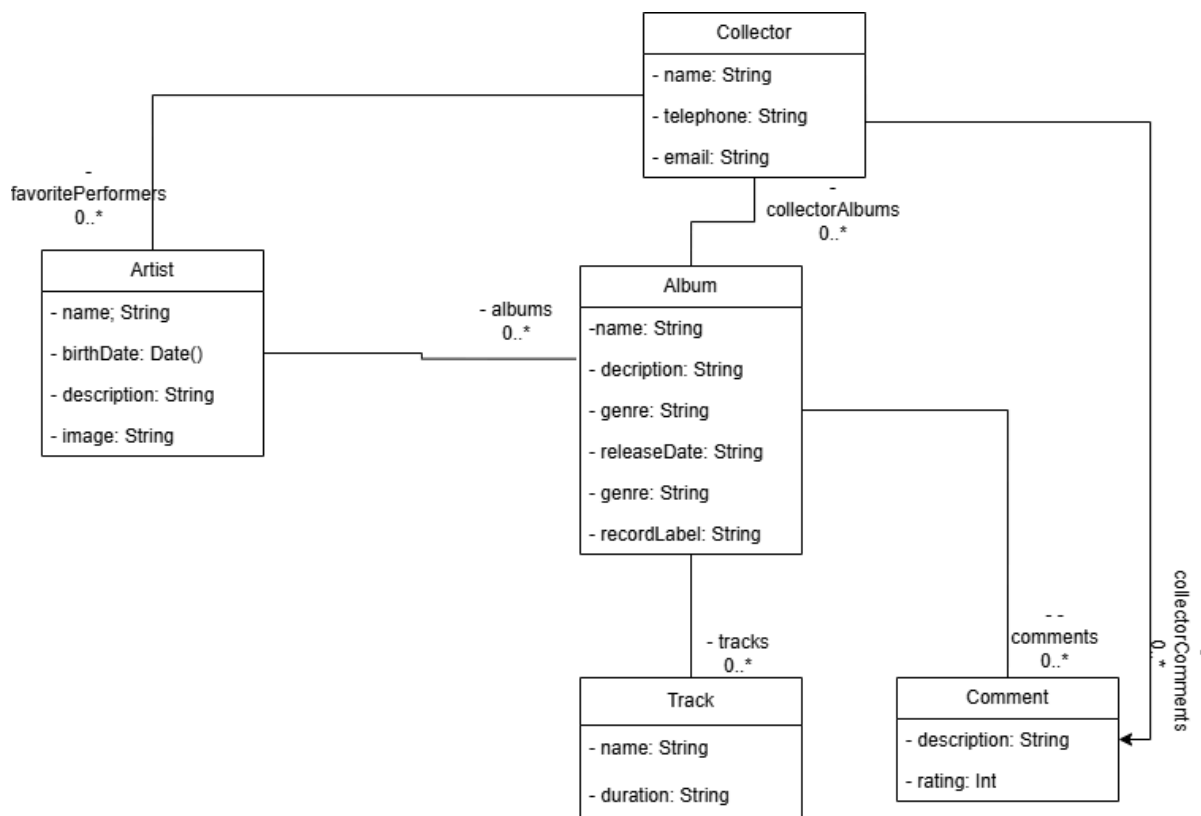 Collector
- name: String
- telephone: String
- email: String
-
favoritePerformers
0..*
-
collectorAlbums
0..*
Artist
- name; String
- birthDate: Date()
- description: String
- image: String
- albums
0..*
Album
-name: String
- decription: String
- genre: String
- releaseDate: String
- genre: String
- recordLabel: String
- tracks
0..*
- -
comments
0..*
collectorComments
0..*
Track
- name: String
- duration: String
Comment
- description: String
- rating: Int